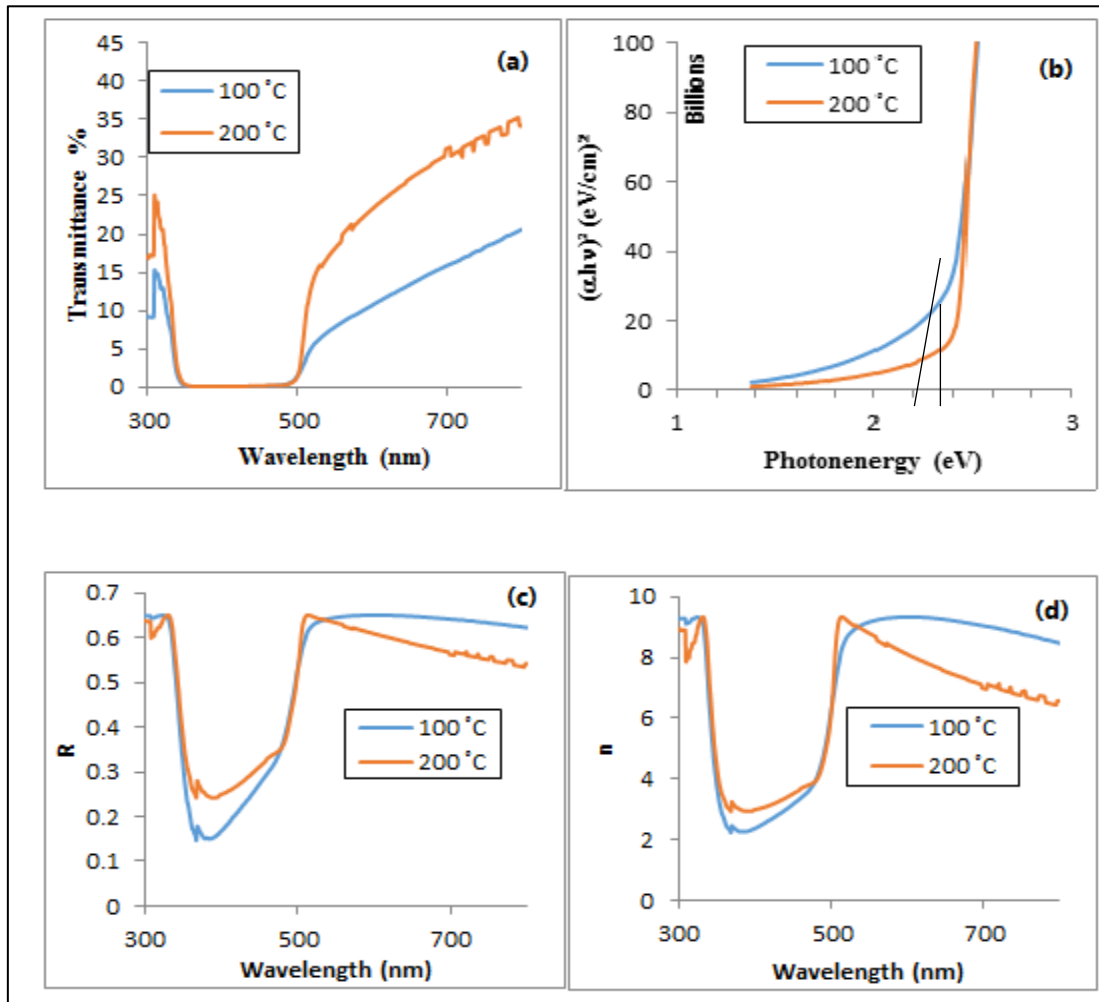 (a)
45
40
35
30
25
20
15
10
5
0
Transmittance %
100 ˚C
200 ˚C
300 500 700
Wavelength (nm)
(b)
100
80
60
40
20
0
Billions
(αhν)² (eV/cm)²
100 ˚C
200 ˚C
1 2 3
Photonenergy (eV)
(c)
0.7
0.6
0.5
0.4
0.3
0.2
0.1
0
R
100 ˚C
200 ˚C
300 500 700
Wavelength (nm)
(d)
10
8
6
4
2
0
n
100 ˚C
200 ˚C
300 500 700
Wavelength (nm)